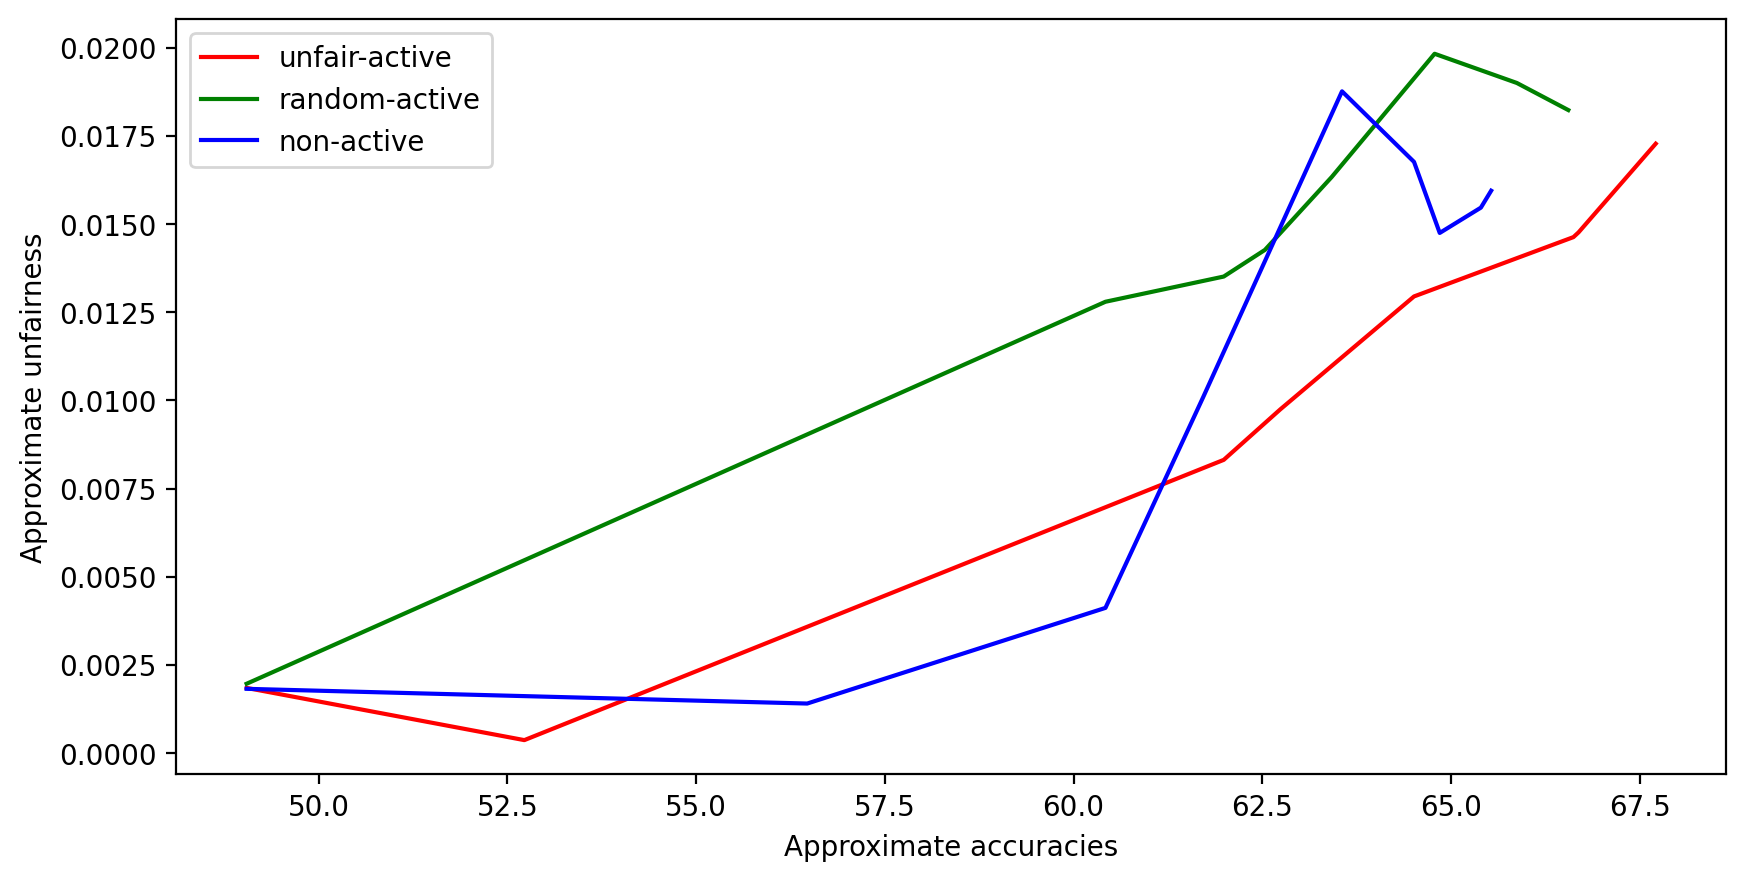 unfair-active
random-active
non-active
Approximate unfairness
0.0200
0.0175
0.0150
0.0125
0.0100
0.0075
0.0050
0.0025
0.0000
50.0 52.5 55.0 57.5 60.0 62.5 65.0 67.5
Approximate accuracies